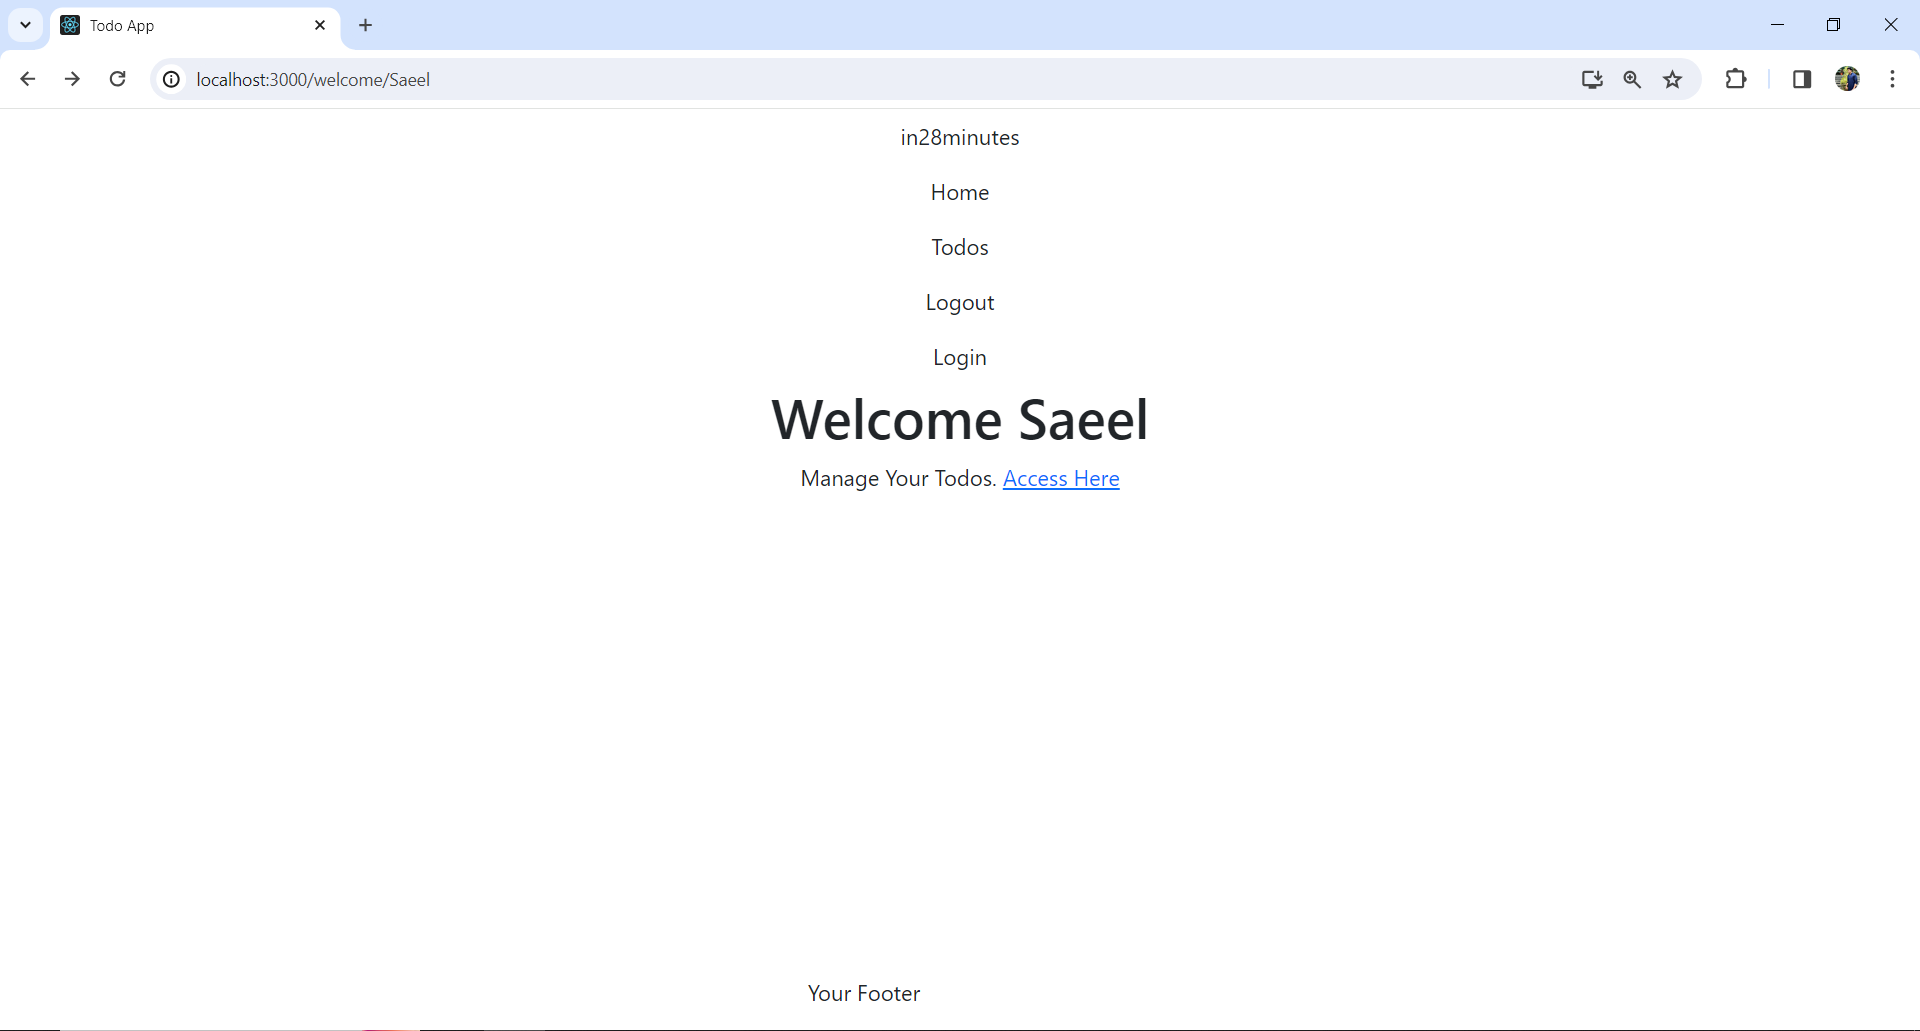 Todo App
localhost:3000/welcome/Saeel
in28minutes
Home
Todos
Logout
Login
Welcome Saeel
Manage Your Todos. Access Here
Your Footer